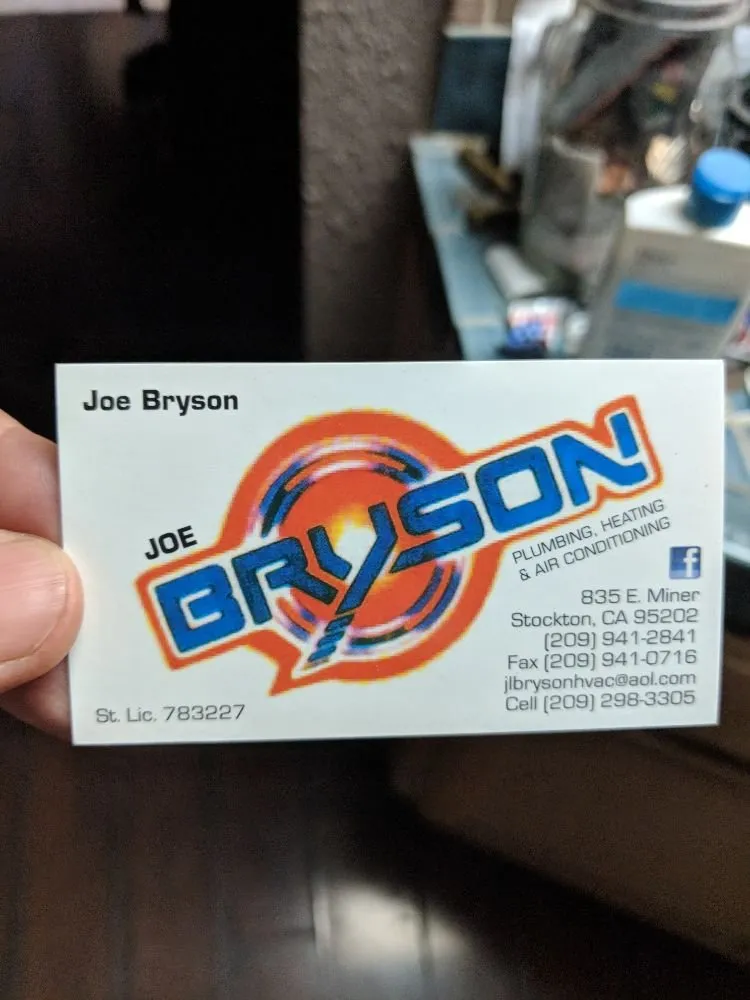 Joe Bryson
JOE
BRYSON
PLUMBING, HEATING
& AIR CONDITIONING
f
835 E. Miner
Stockton, CA 95202
(209) 941-2841
Fax (209) 941-0716
jlbrysonhvac@aol.com
Cell (209) 298-3305
St. Lic. 783227